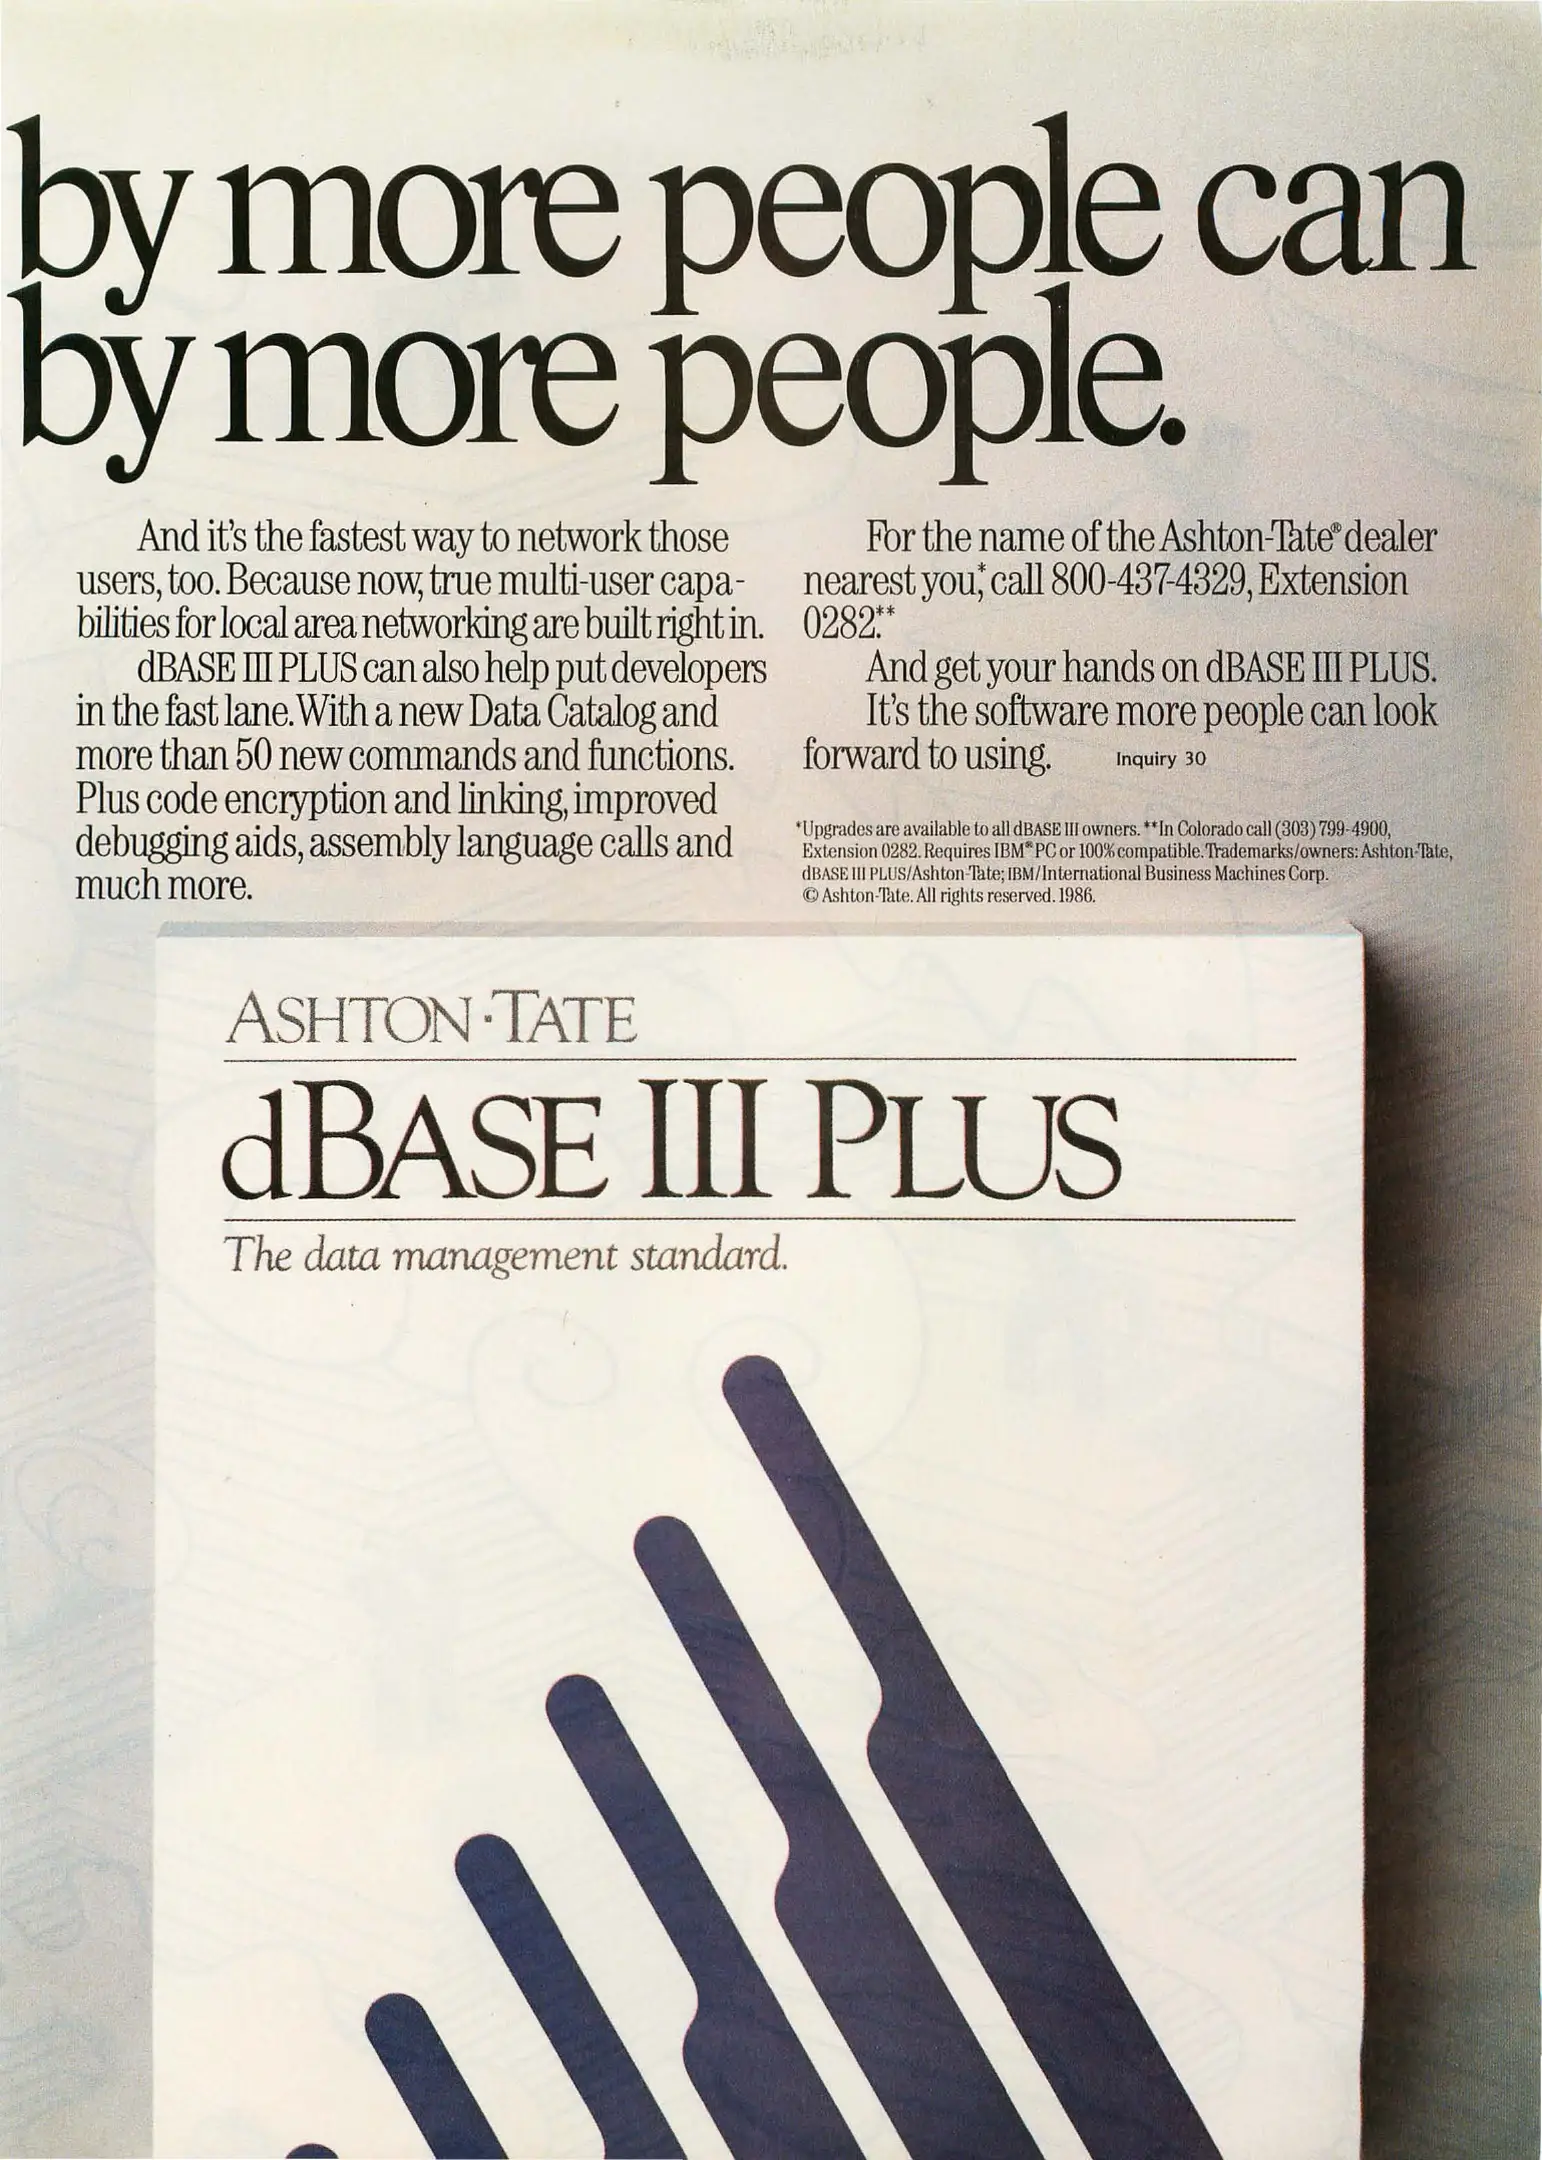 by more people can
by more people.
And it's the fastest way to network those
users, too. Because now, true multi-user capa-
bilities for local area networking are built right in.
dBASE III PLUS can also help put developers
in the fast lane. With a new Data Catalog and
more than 50 new commands and functions.
Plus code encryption and linking, improved
debugging aids, assembly language calls and
much more.
For the name of the Ashton-Tate® dealer
nearest you,* call 800-437-4329, Extension
0282.**
And get your hands on dBASE III PLUS.
It's the software more people can look
forward to using. Inquiry 30
*Upgrades are available to all dBASE III owners. **In Colorado call (303) 799-4900,
Extension 0282. Requires IBM® PC or 100% compatible. Trademarks/owners: Ashton-Tate,
dBASE III PLUS/Ashton-Tate; IBM/International Business Machines Corp.
© Ashton-Tate. All rights reserved. 1986.
ASHTON·TATE
dBASE III PLUS
The data management standard.